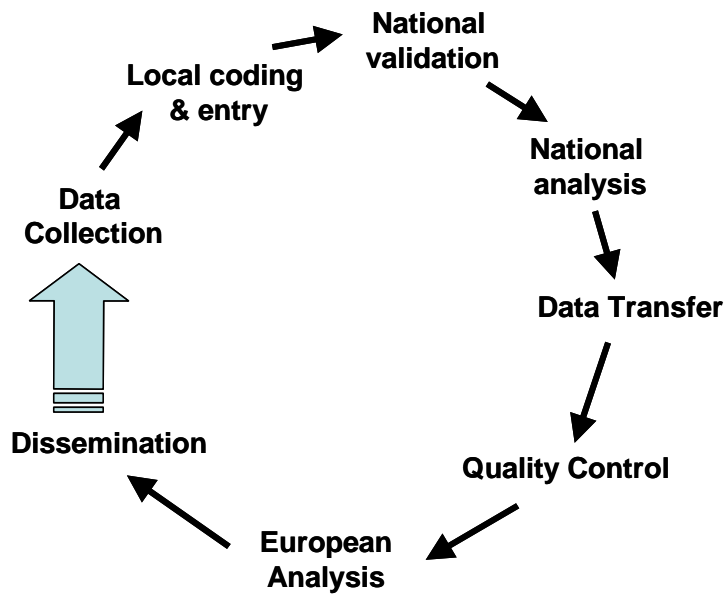 National
validation
Local coding
& entry
National
analysis
Data
Collection
Data Transfer
Dissemination
Quality Control
European
Analysis